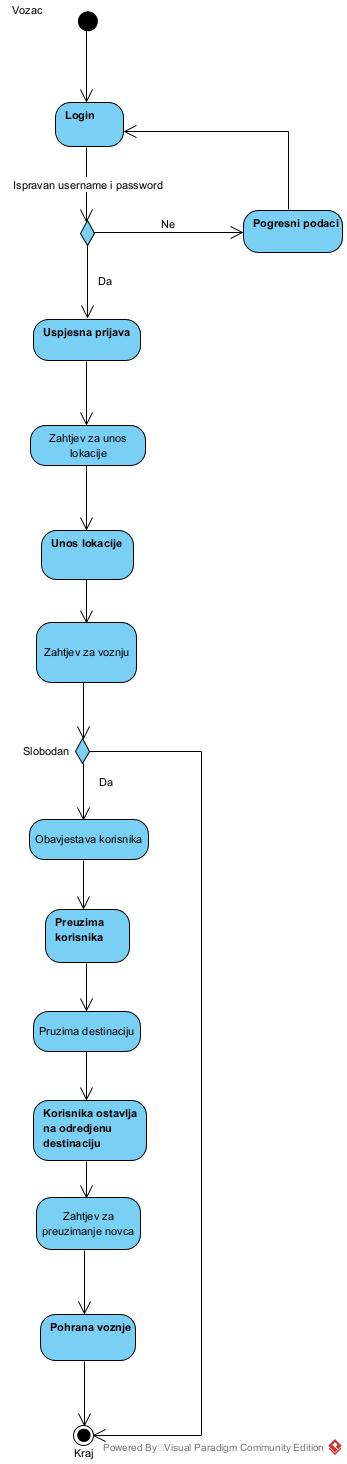 Vozac
Login
Ispravan username i password
Ne
Pogresni podaci
Da
Uspjesna prijava
Zahtjev za unos
lokacije
Unos lokacije
Zahtjev za voznju
Slobodan
Da
Obavjestava korisnika
Preuzima
korisnika
Pruzima destinaciju
Korisnika ostavlja
na odredjenu
destinaciju
Zahtjev za
preuzimanje novca
Pohrana voznje
Kraj
Powered By Visual Paradigm Community Edition